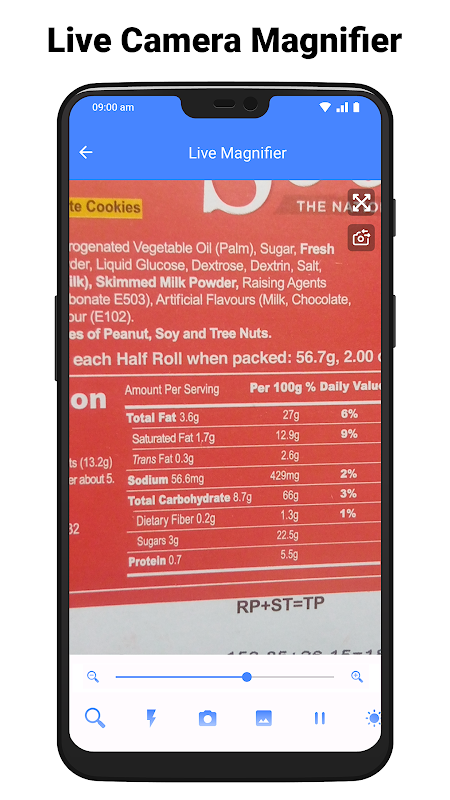 Live Camera Magnifier
09:00 am
Live Magnifier
te Cookies
THE NA
rogenated Vegetable Oil (Palm), Sugar, Fresh
der, Liquid Glucose, Dextrose, Dextrin, Salt,
ilk), Skimmed Milk Powder, Raising Agents
bonate E503), Artificial Flavours (Milk, Chocolate,
our (E102).
es of Peanut, Soy and Tree Nuts.
each Half Roll when packed: 56.7g, 2.00
on
Amount Per Serving Per 100g % Daily Value
Total Fat 3.6g 27g 6%
Saturated Fat 1,7g 12.9g 9%
ts (13.2g) Trans Fat 0.3g 2.6g
er about 5. Sodium 56.6mg 429mg 2%
Total Carbohydrate 8.7g 66g 3%
32 Dietary Fiber 0.2g 1.3g 1%
Sugars 3g 22.5g
Protein 0.7 5.5g
RP+ST=TP